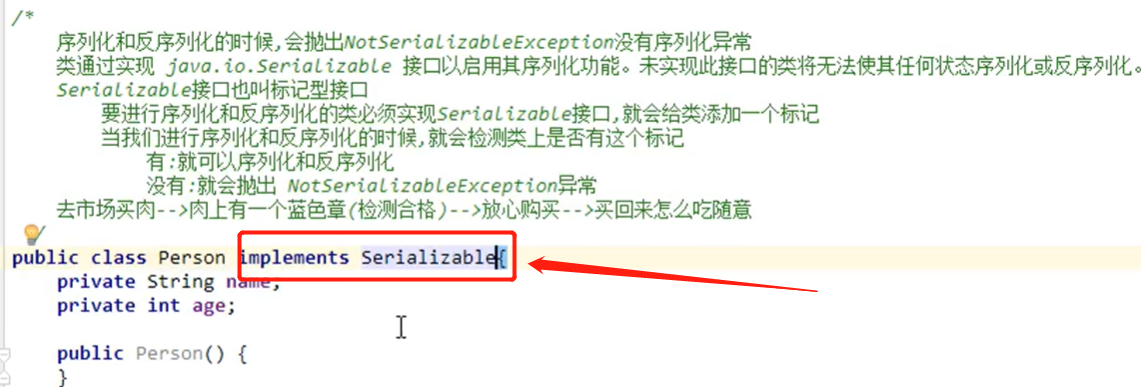 /*
序列化和反序列化的时候,会抛出NotSerializableException没有序列化异常
类通过实现 java.io.Serializable 接口以启用其序列化功能。未实现此接口的类将无法使其任何状态序列化或反序列化。
Serializable接口也叫标记型接口
要进行序列化和反序列化的类必须实现Serializable接口,就会给类添加一个标记
当我们进行序列化和反序列化的时候,就会检测类上是否有这个标记
有:就可以序列化和反序列化
没有:就会抛出 NotSerializableException异常
去市场买肉-->肉上有一个蓝色章(检测合格)-->放心购买-->买回来怎么吃随意
public class Person implements Serializable{
private String name;
private int age;
public Person() {
}